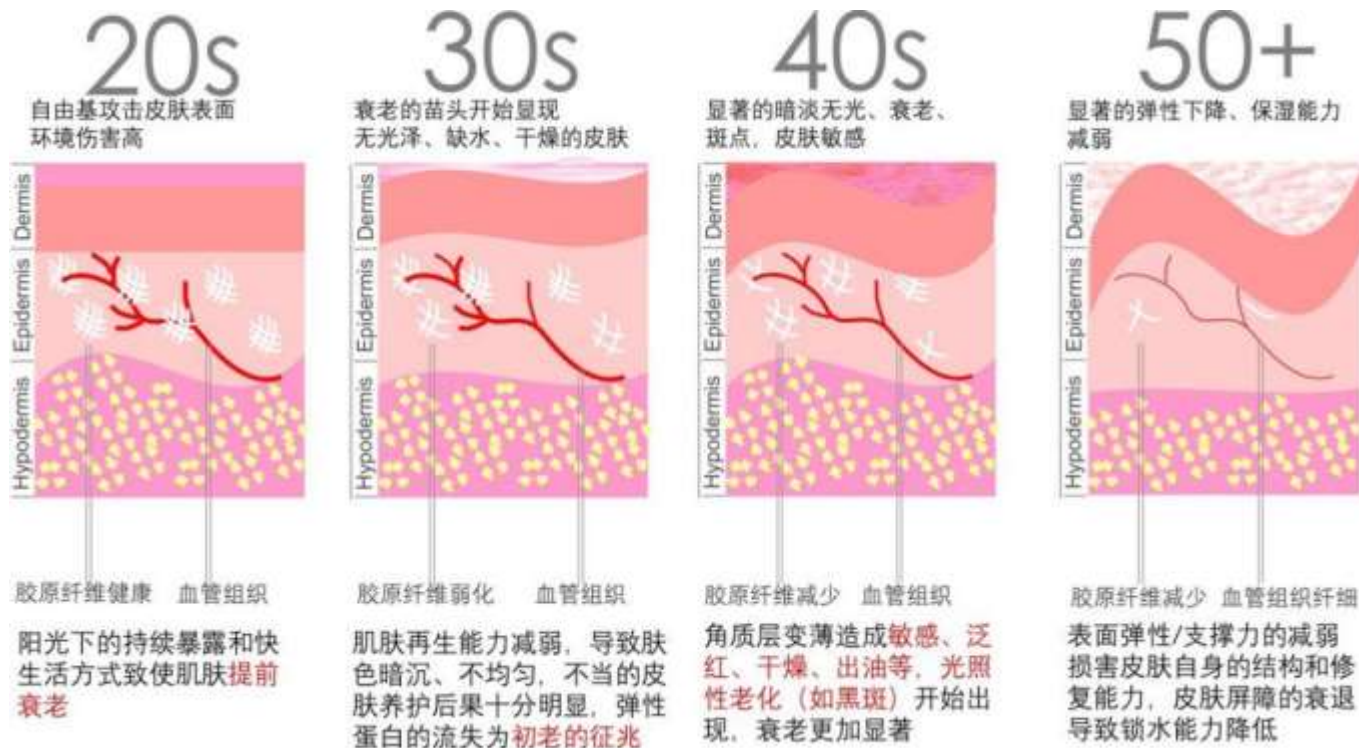 20s
自由基攻击皮肤表面
环境伤害高
Dermis
Epidermis
Hypodermis
胶原纤维健康 血管组织
阳光下的持续暴露和快
生活方式致使肌肤提前
衰老
30s
衰老的苗头开始显现
无光泽、缺水、干燥的皮肤
Dermis
Epidermis
Hypodermis
胶原纤维弱化 血管组织
肌肤再生能力减弱，导致肤
色暗沉、不均匀，不当的皮
肤养护后果十分明显，弹性
蛋白的流失为初老的征兆
40s
显著的暗淡无光、衰老、
斑点，皮肤敏感
Dermis
Epidermis
Hypodermis
胶原纤维减少 血管组织
角质层变薄造成敏感、泛
红、干燥、出油等，光照
性老化（如黑斑）开始出
现，衰老更加显著
50+
显著的弹性下降、保湿能力
减弱
Dermis
Epidermis
Hypodermis
胶原纤维减少 血管组织纤细
表面弹性/支撑力的减弱
损害皮肤自身的结构和修
复能力，皮肤屏障的衰退
导致锁水能力降低